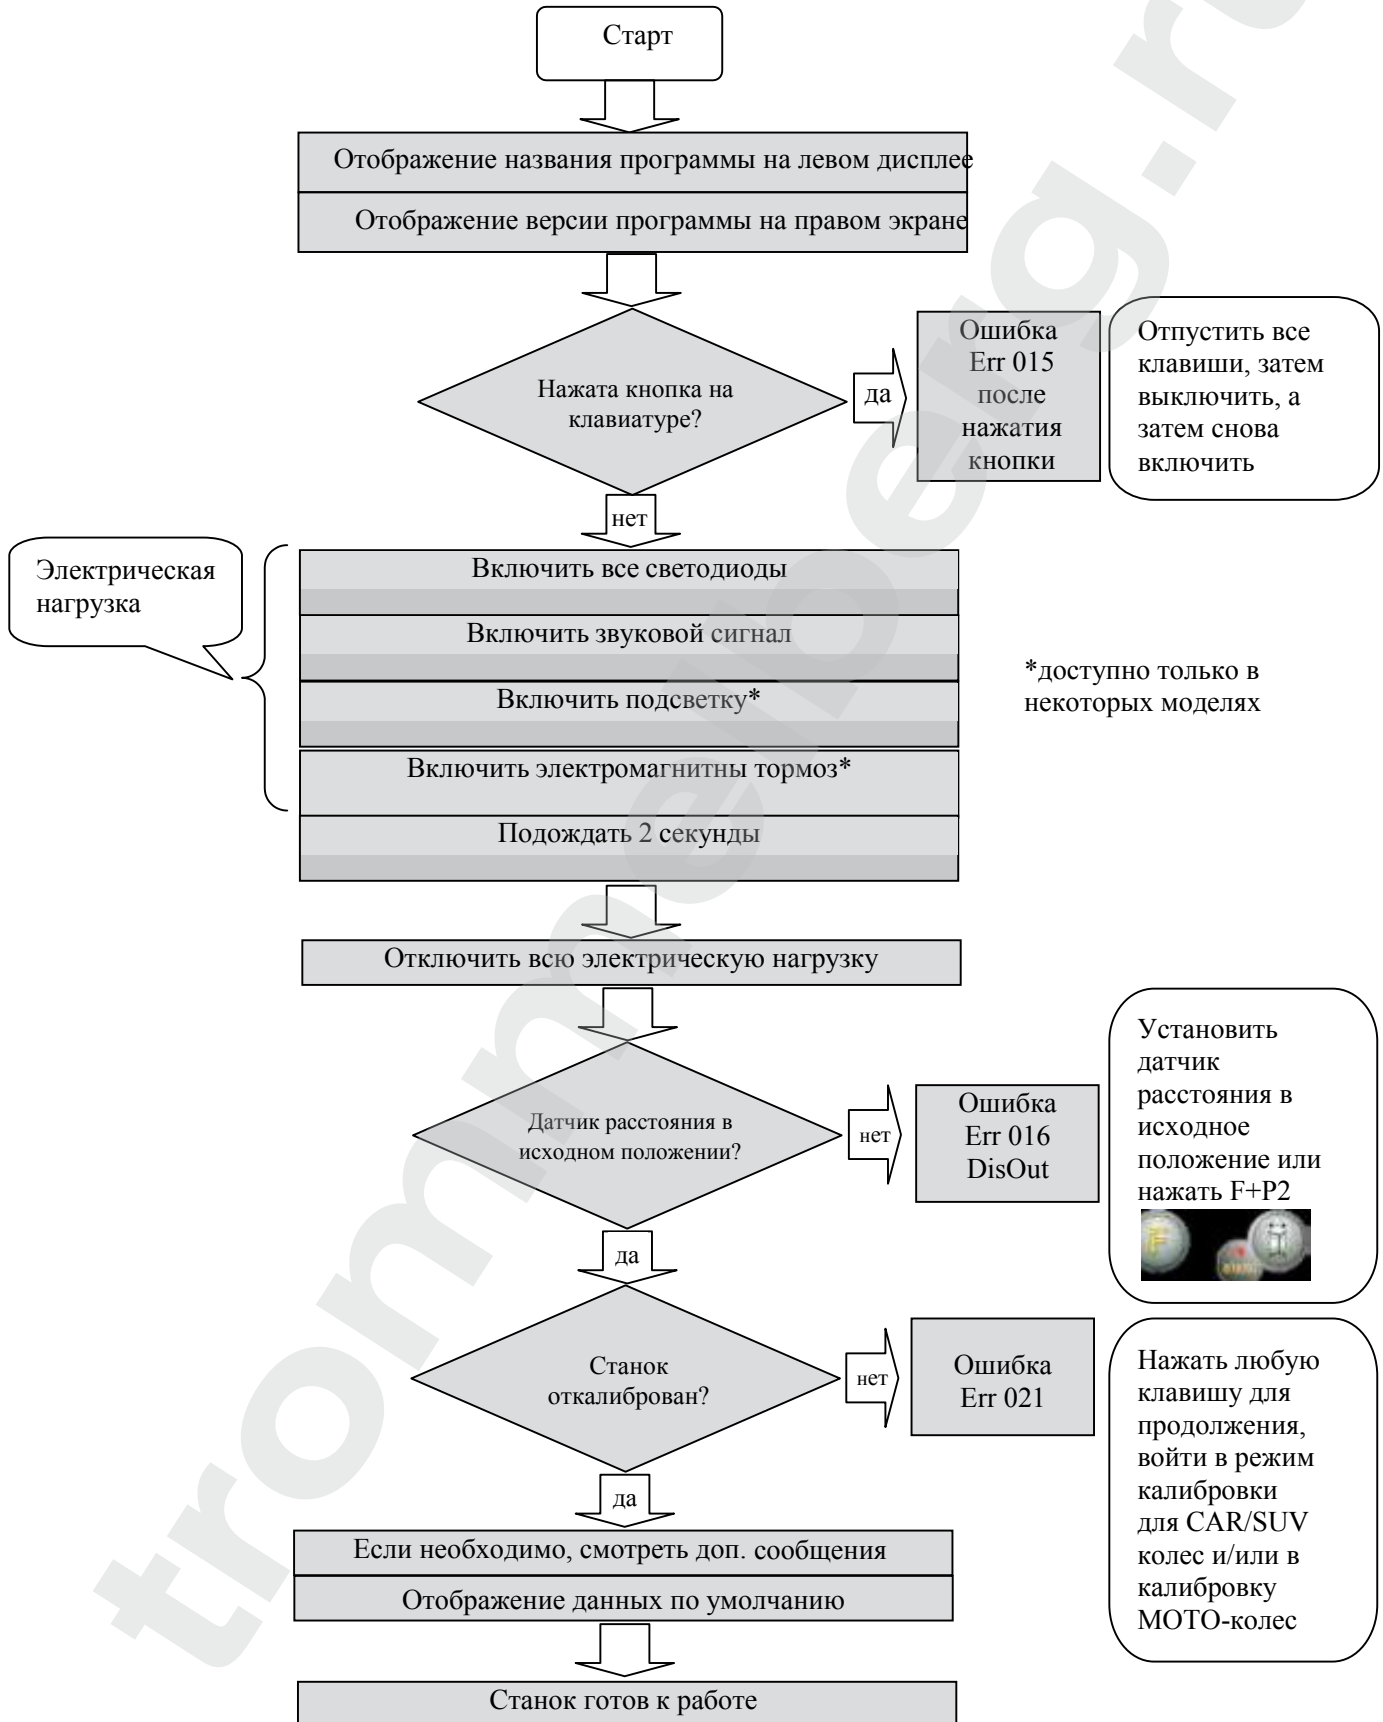 Старт
Отображение названия программы на левом дисплее
Отображение версии программы на правом экране
Нажата кнопка на
клавиатуре?
да
Ошибка
Err 015
после
нажатия
кнопки
Отпустить все
клавиши, затем
выключить, а
затем снова
включить
нет
Электрическая
нагрузка
Включить все светодиоды
Включить звуковой сигнал
Включить подсветку*
Включить электромагнитны тормоз*
Подождать 2 секунды
*доступно только в
некоторых моделях
Отключить всю электрическую нагрузку
Датчик расстояния в
исходном положении?
нет
Ошибка
Err 016
DisOut
Установить
датчик
расстояния в
исходное
положение или
нажать F+P2
F
да
Станок
откалиброван?
нет
Ошибка
Err 021
Нажать любую
клавишу для
продолжения,
войти в режим
калибровки
для CAR/SUV
колес и/или в
калибровку
МОТО-колес
да
Если необходимо, смотреть доп. сообщения
Отображение данных по умолчанию
Станок готов к работе
trommelberg.ru